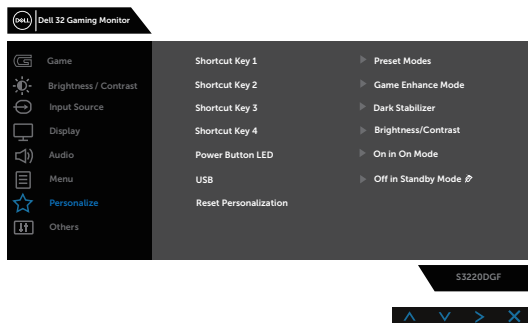 DELL Dell 32 Gaming Monitor
Game
Brightness / Contrast
Input Source
Display
Audio
Menu
Personalize
Others
Shortcut Key 1 Preset Modes
Shortcut Key 2 Game Enhance Mode
Shortcut Key 3 Dark Stabilizer
Shortcut Key 4 Brightness/Contrast
Power Button LED On in On Mode
USB Off in Standby Mode
Reset Personalization
S3220DGF